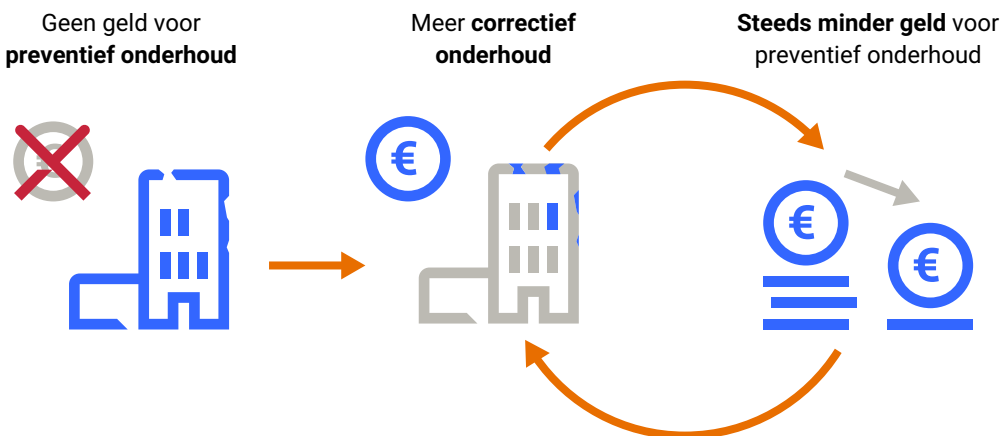 Geen geld voor
preventief onderhoud
Meer correctief
onderhoud
Steeds minder geld voor
preventief onderhoud
€
€
€